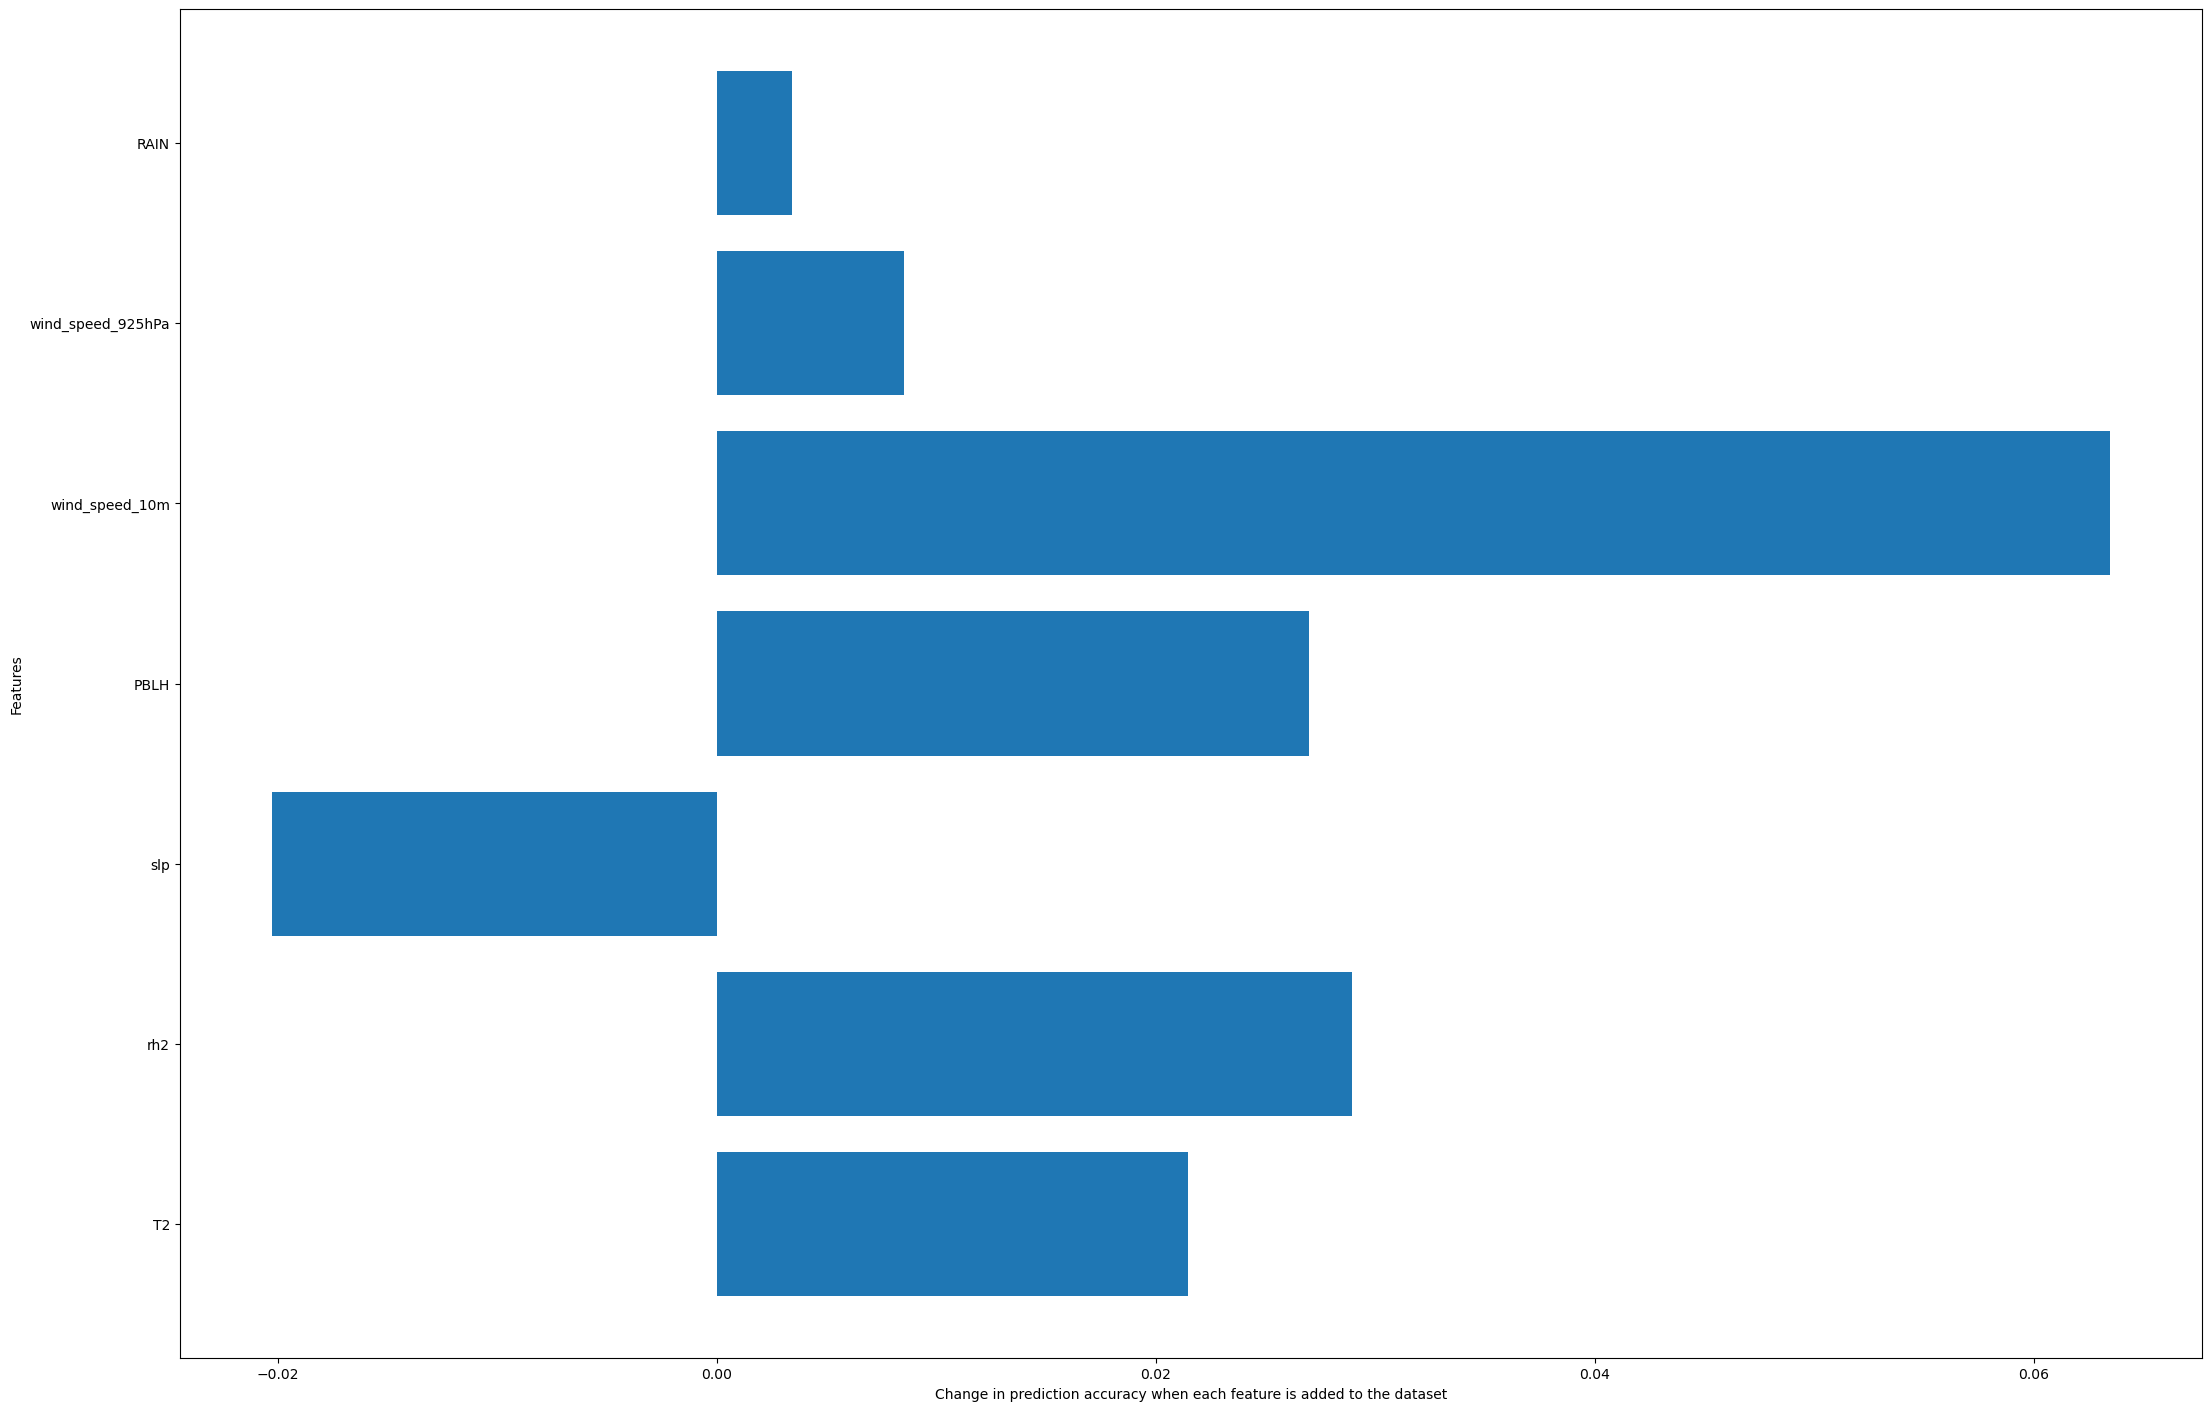 RAIN
wind_speed_925hPa
wind_speed_10m
PBLH
slp
rh2
T2
Features
−0.02 0.00 0.02 0.04 0.06
Change in prediction accuracy when each feature is added to the dataset